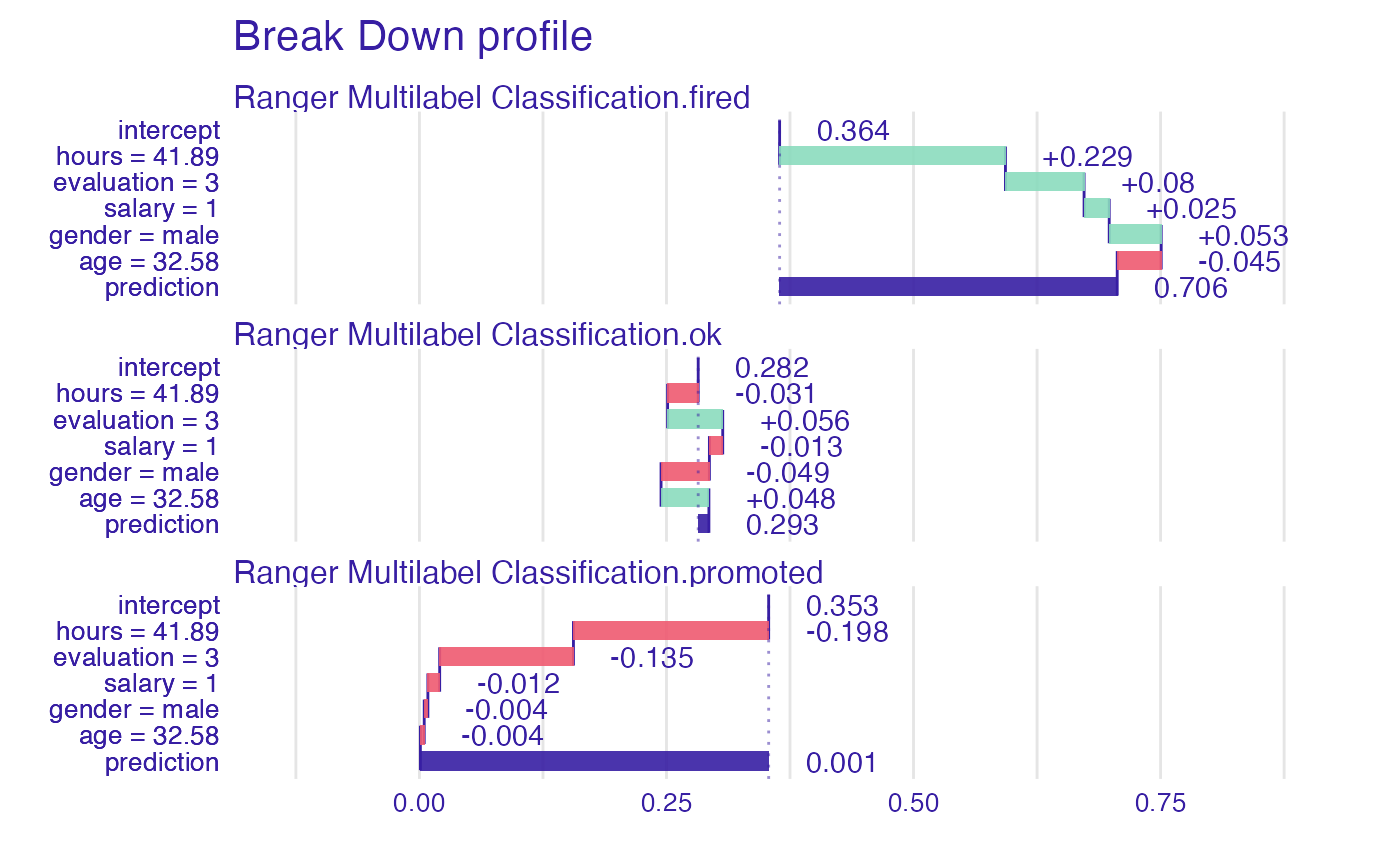 Break Down profile
Ranger Multilabel Classification.fired
intercept 0.364
hours = 41.89 +0.229
evaluation = 3 +0.08
salary = 1 +0.025
gender = male +0.053
age = 32.58 -0.045
prediction 0.706
Ranger Multilabel Classification.ok
intercept 0.282
hours = 41.89 -0.031
evaluation = 3 +0.056
salary = 1 -0.013
gender = male -0.049
age = 32.58 +0.048
prediction 0.293
Ranger Multilabel Classification.promoted
intercept 0.353
hours = 41.89 -0.198
evaluation = 3 -0.135
salary = 1 -0.012
gender = male -0.004
age = 32.58 -0.004
prediction 0.001
0.00 0.25 0.50 0.75